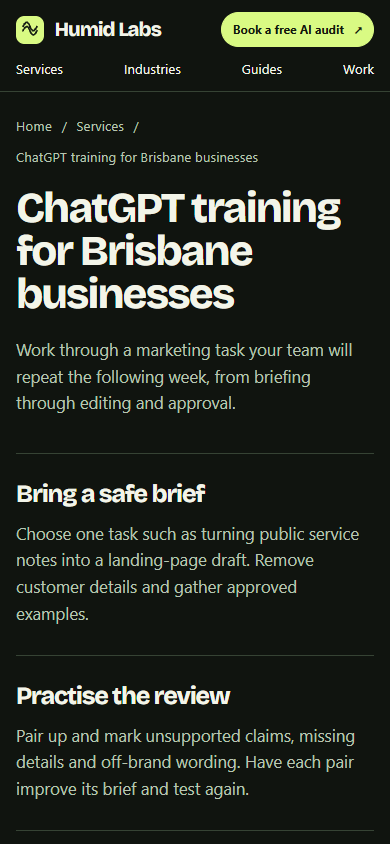 Humid Labs
Book a free AI audit ↗
Services Industries Guides Work
Home / Services /
ChatGPT training for Brisbane businesses
ChatGPT training
for Brisbane
businesses
Work through a marketing task your team will
repeat the following week, from briefing
through editing and approval.
Bring a safe brief
Choose one task such as turning public service
notes into a landing-page draft. Remove
customer details and gather approved
examples.
Practise the review
Pair up and mark unsupported claims, missing
details and off-brand wording. Have each pair
improve its brief and test again.